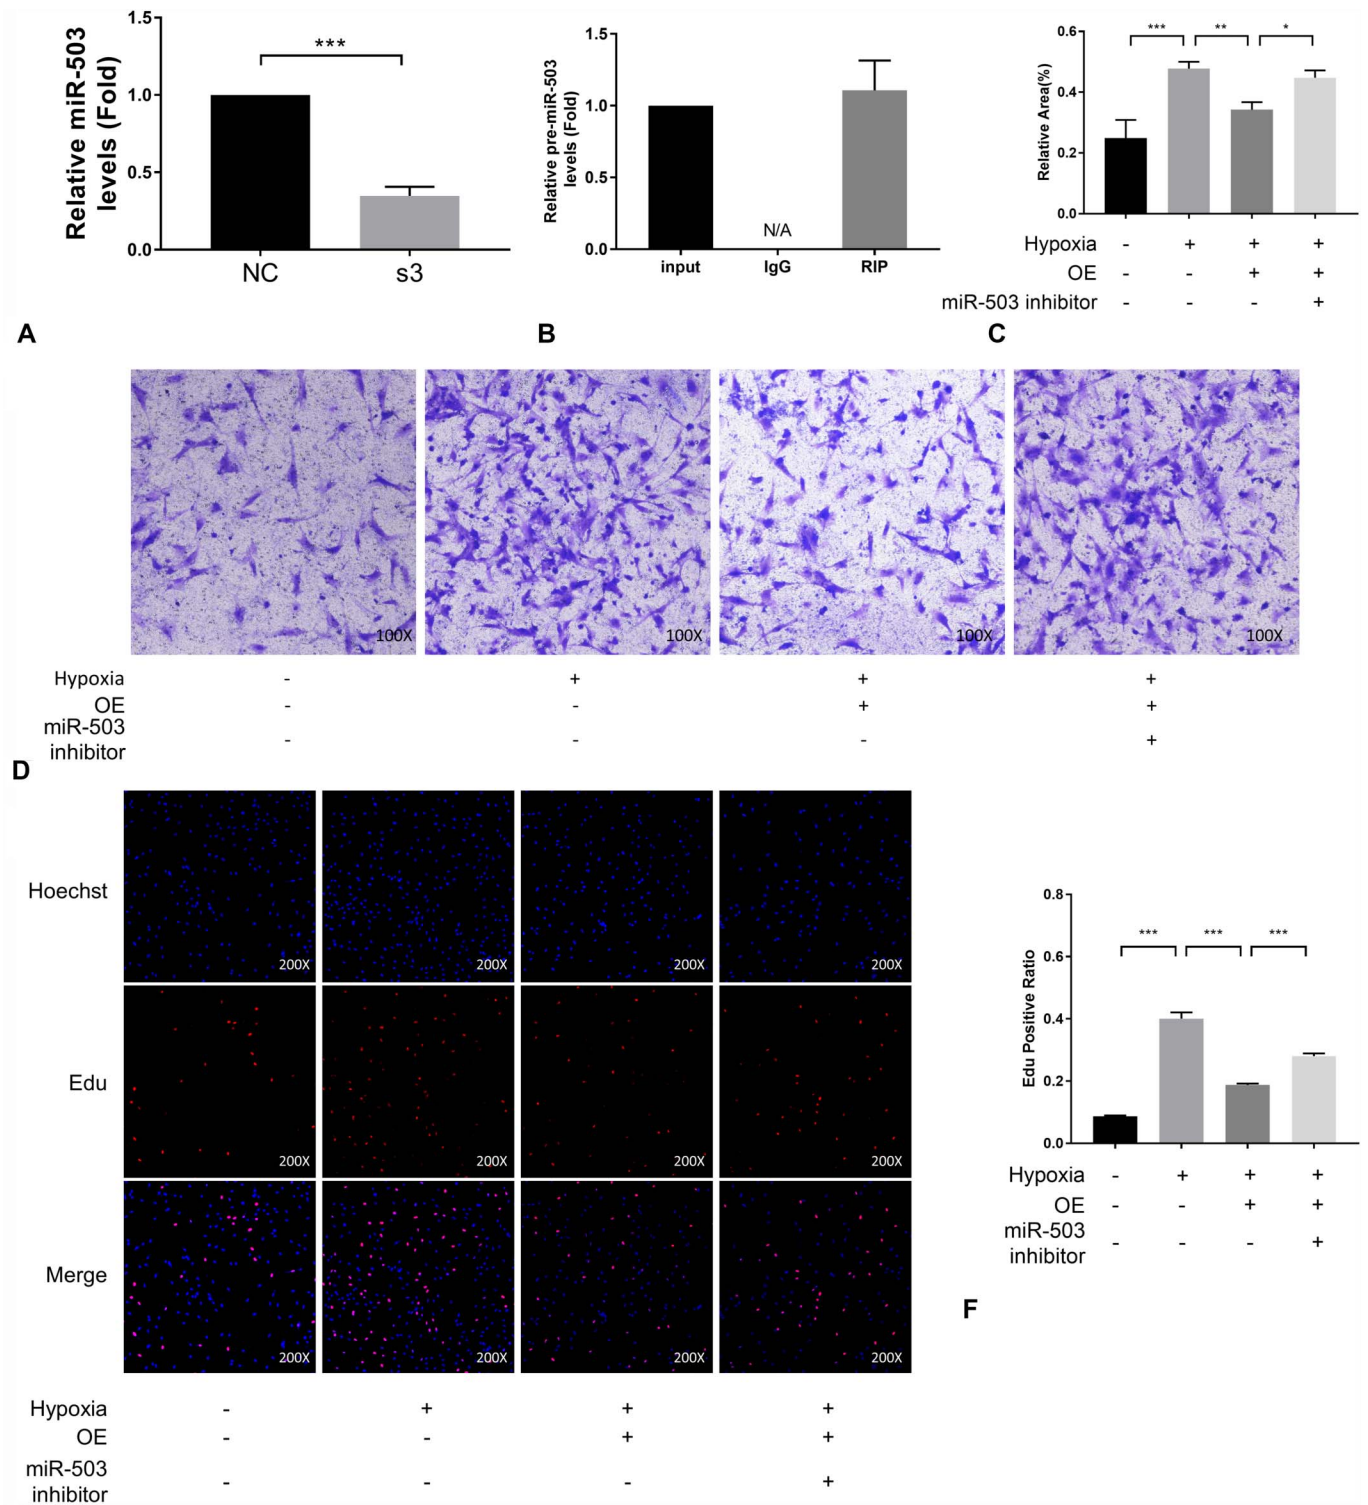 1.5
1.0
0.5
0.0
Relative miR-503
levels (Fold)
***
NC s3
1.5
1.0
0.5
0.0
Relative pre-miR-503
levels (Fold)
N/A
input IgG RIP
0.6
0.4
0.2
0.0
Relative Area(%)
*** ** *
Hypoxia - + + +
OE - - + +
miR-503 inhibitor - - - +
A B C
100X 100X 100X 100X
Hypoxia - + + +
OE - - + +
miR-503
inhibitor - - - +
D
Hoechst
200X 200X 200X 200X
Edu
200X 200X 200X 200X
Merge
200X 200X 200X 200X
Hypoxia - + + +
OE - - + +
miR-503
inhibitor - - - +
0.8
0.6
0.4
0.2
0.0
Edu Positive Ratio
*** *** ***
Hypoxia - + + +
OE - - + +
miR-503
inhibitor - - - +
F